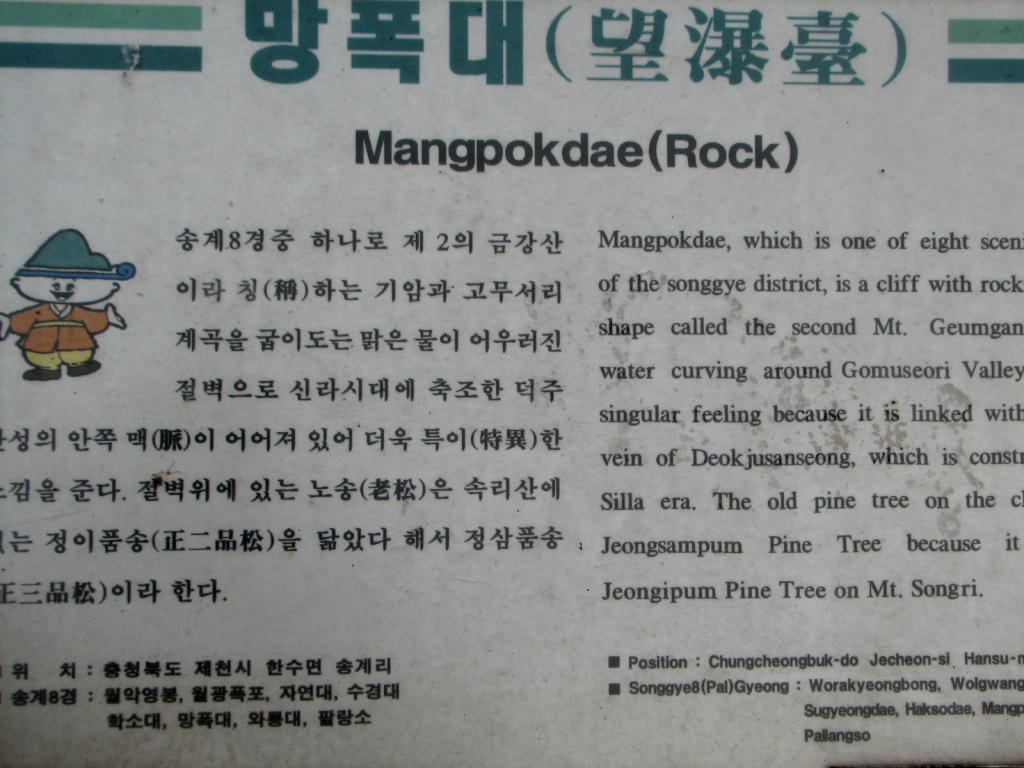 망폭대(望瀑臺)
Mangpokdae(Rock)
송계8경중 하나로 제 2의 금강산
이라 칭(稱)하는 기암과 고무서리
계곡을 굽이도는 맑은 물이 어우러진
절벽으로 신라시대에 축조한 덕주
산성의 안쪽 맥(脈)이 어어져 있어 더욱 특이(特異)한
느낌을 준다. 절벽위에 있는 노송(老松)은 속리산에
있는 정이품송(正二品松)을 닮았다 해서 정삼품송
(正三品松)이라 한다.
위 치 : 충청북도 제천시 한수면 송계리
송계8경 : 월악영봉, 월광폭포, 자연대, 수경대
학소대, 망폭대, 와룡대, 팔랑소
Mangpokdae, which is one of eight
of the songgye district, is a cliff with
shape called the second Mt.
water curving around Gomuseori Valley
singular feeling because it is linked with
vein of Deokjusanseong, which is
Silla era. The old pine tree on the
Jeongsampum Pine Tree because it
Jeongipum Pine Tree on Mt. Songri.
■ Position : Chungcheongbuk-do Jecheon-si
■ Songgye8(Pal)Gyeong : Worakyeongbong,
Sugyeongdae, Haksodae,
Pallangso